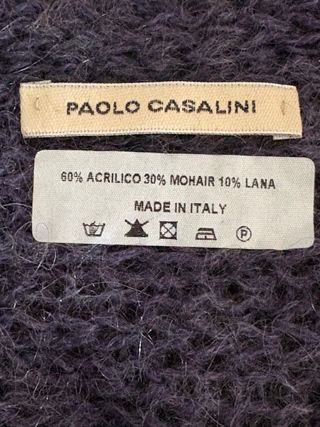 PAOLO CASALINI
60% ACRILICO 30% MOHAIR 10% LANA
MADE IN ITALY
P